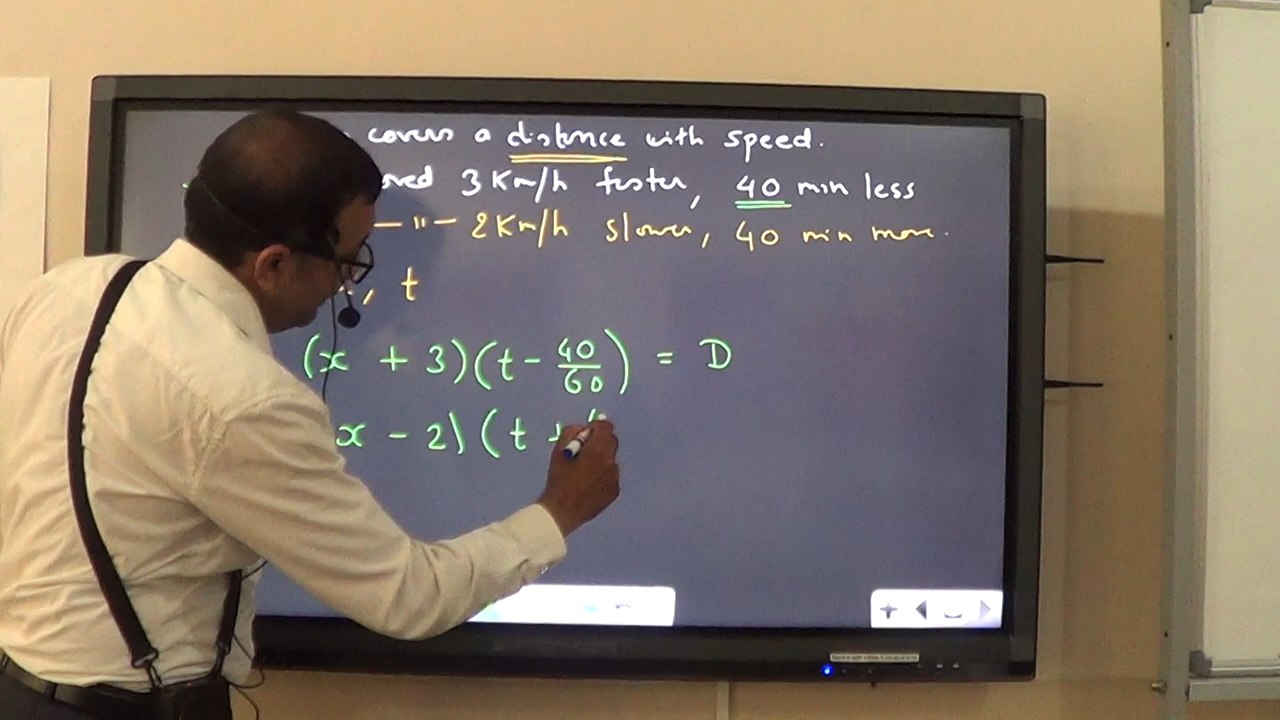 covers a distance with speed.
oved 3 Km/h faster, 40 min less
— " — 2 Km/h slower, 40 min more.
, t
(x + 3)(t - 40/60) = D
x - 2)(t +